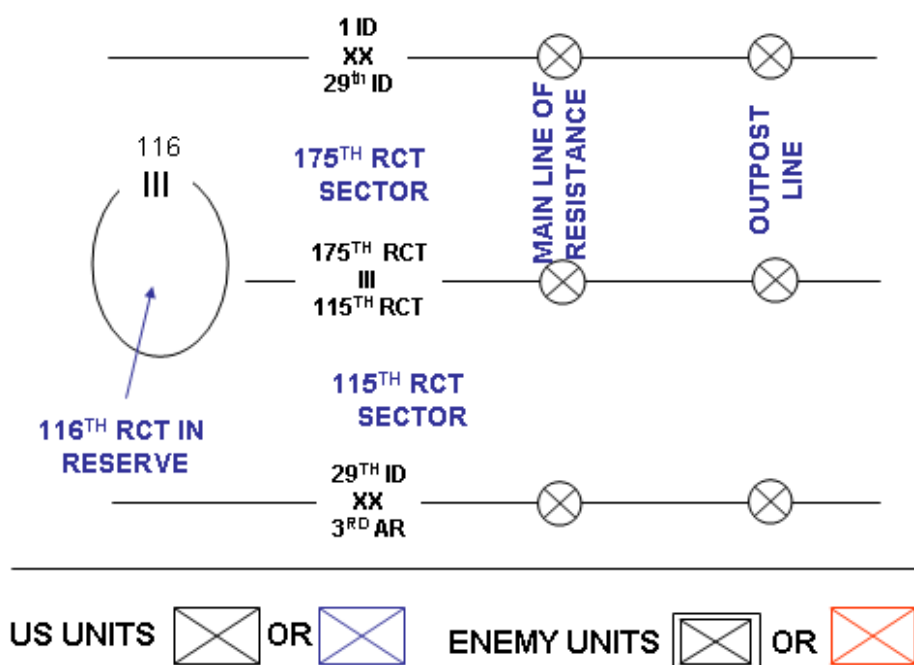 1 ID
XX
29th ID
116
III
175TH RCT
SECTOR
MAIN LINE OF
RESISTANCE
OUTPOST
LINE
175TH RCT
III
115TH RCT
115TH RCT
SECTOR
116TH RCT IN
RESERVE
29TH ID
XX
3RD AR
US UNITS OR ENEMY UNITS OR